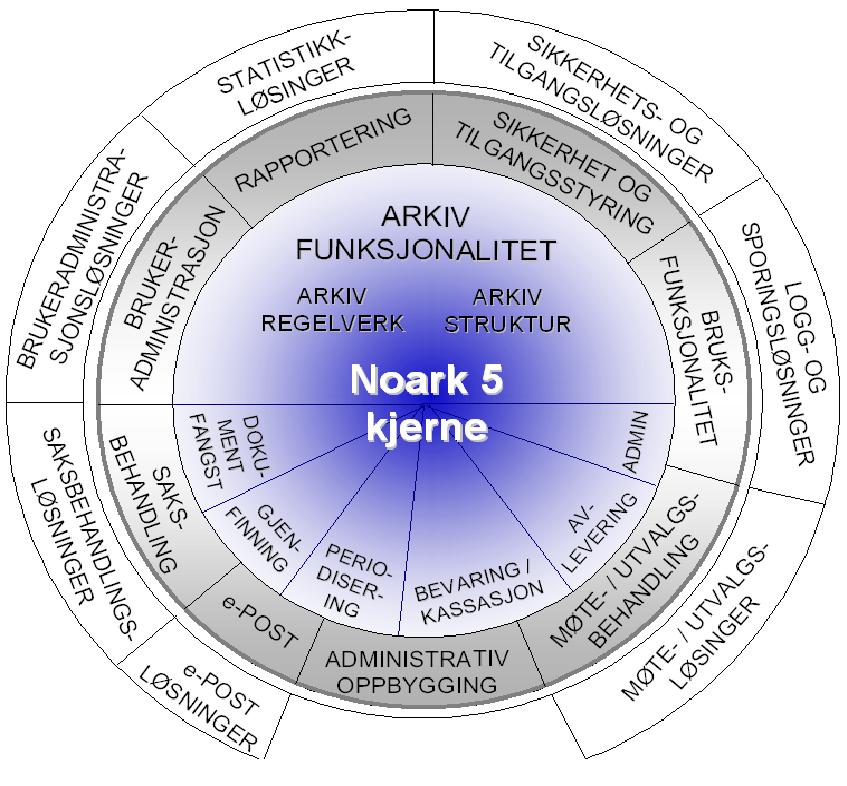 STATISTIKK-
LØSINGER
SIKKERHETS- OG
TILGANGSLØSNINGER
BRUKERADMINISTRA-
SJONSLØSNINGER
LOGG- OG
SPORINGSLØSNINGER
SAKSBEHANDLINGS-
LØSNINGER
e-POST
LØSNINGER
MØTE- / UTVALGS-
LØSINGER
RAPPORTERING
SIKKERHET OG
TILGANGSSTYRING
BRUKER-
ADMINISTRASJON
BRUKS-
FUNKSJONALITET
SAKS-
BEHANDLING
e-POST
ADMINISTRATIV
OPPBYGGING
MØTE- / UTVALGS-
BEHANDLING
ARKIV
FUNKSJONALITET
ARKIV
REGELVERK
ARKIV
STRUKTUR
Noark 5
kjerne
DOKU-
MENT
FANGST
GJEN-
FINNING
PERIO-
DISER-
ING
BEVARING /
KASSASJON
AV-
LEVERING
ADMIN